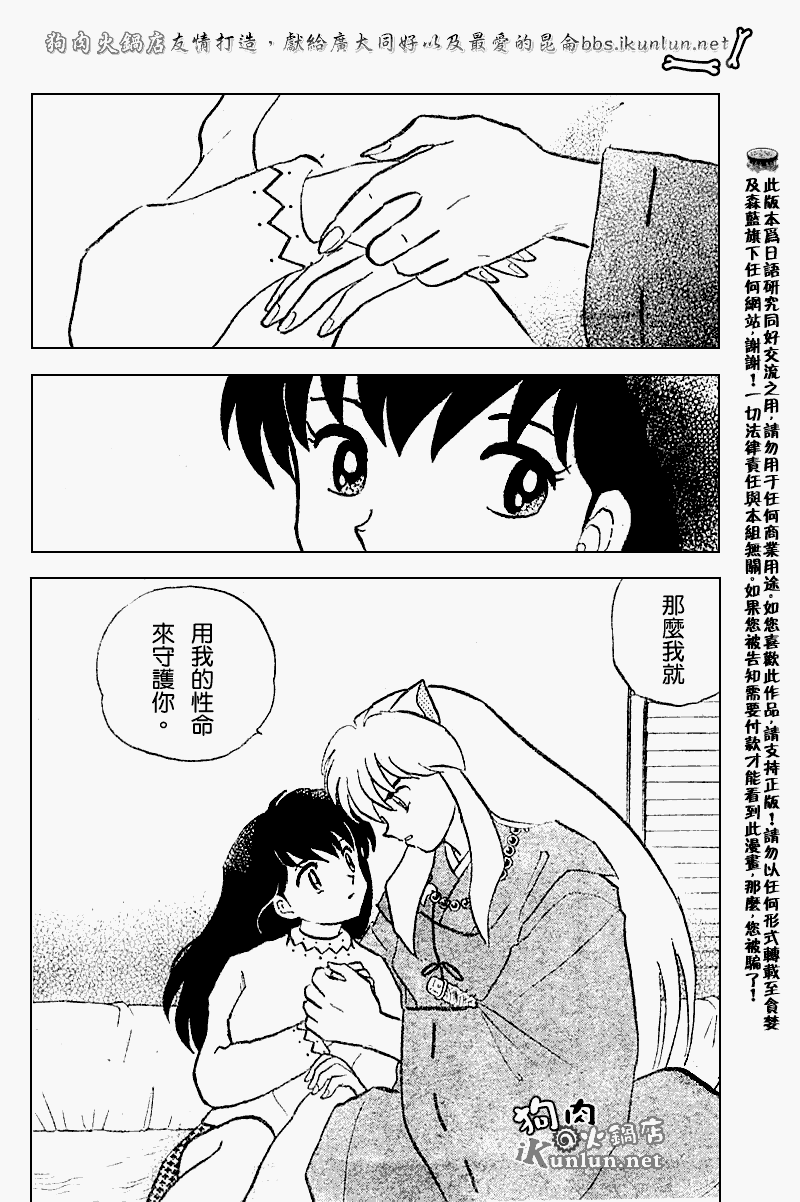 狗肉火鍋店友情打造，獻給廣大同好以及最愛的昆侖bbs.ikunlun.net
此版本為日語研究同好交流之用，請勿用于任何商業用途。如您喜歡此作品，請支持正版！請勿以任何形式轉載至貪婪
及森藍旗下任何網站，謝謝！一切法律責任與本組無關。如果您被告知需要付款才能看到此漫畫，那麼，您被騙了！
那麼我就
用我的性命
來守護你。
狗肉
火鍋店
iKunlun.net